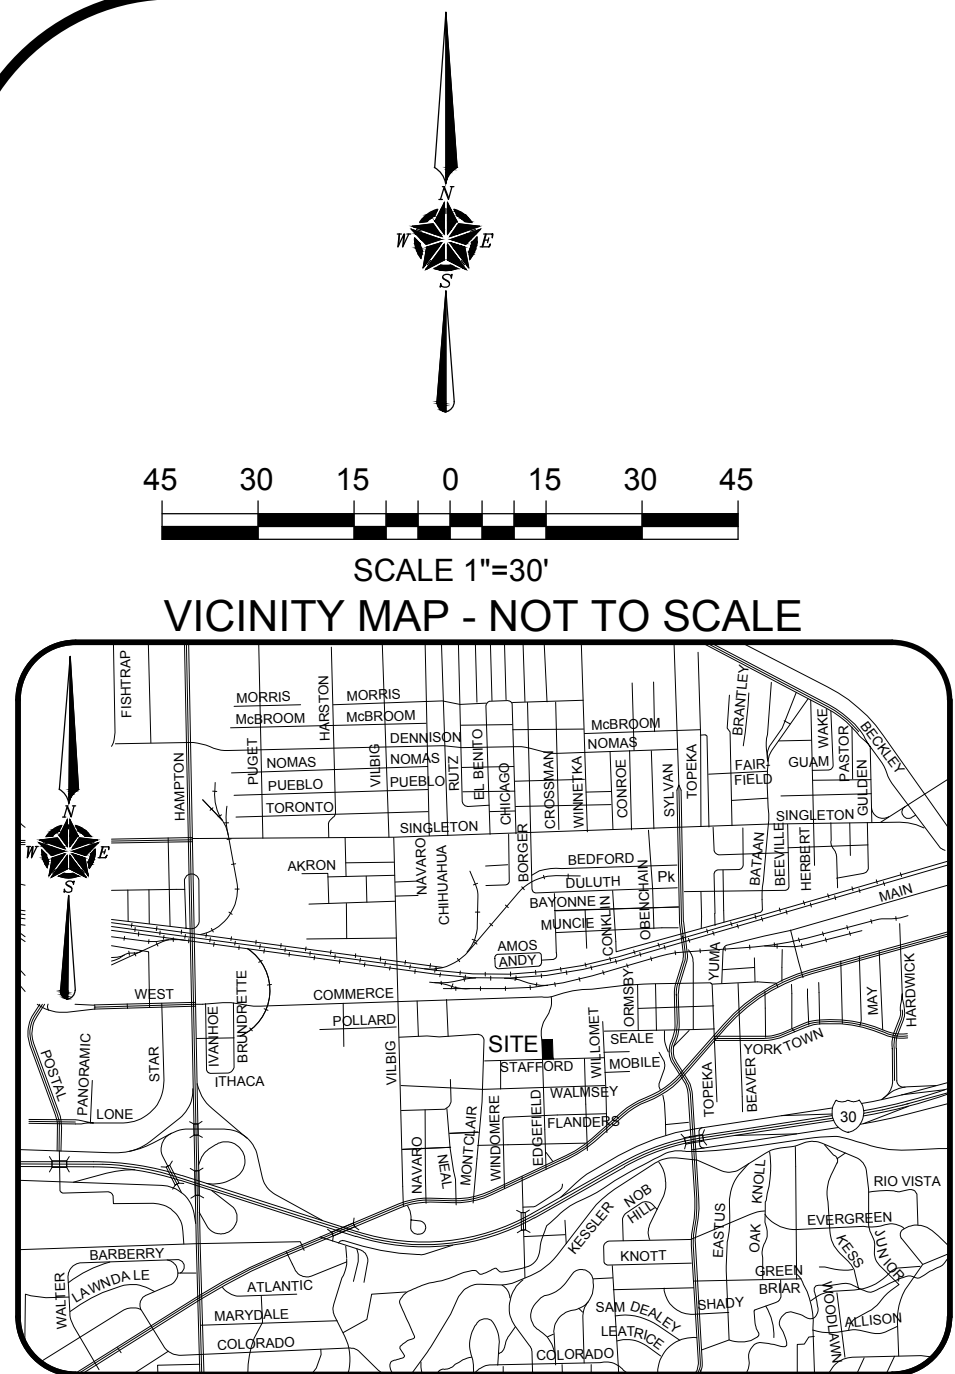 N
W E
S
45 30 15 0 15 30 45
SCALE 1"=30'
VICINITY MAP - NOT TO SCALE
FISHTRAP
MORRIS
MORRIS
HARSTON
BRANTLEY
McBROOM
McBROOM
McBROOM
WAKE
BECKLEY
DENNISON
NOMAS
PASTOR
HAMPTON
PUGET
NOMAS
VILBIG
NOMAS
RUTZ
EL BENITO
CHICAGO
CROSSMAN
WINNETKA
CONROE
SYLVAN
TOPEKA
FAIR
FIELD
GUAM
GULDEN
PUEBLO
PUEBLO
TORONTO
SINGLETON
SINGLETON
N
W E
S
AKRON
NAVARO
CHIHUAHUA
BORGER
BEDFORD
DULUTH
Pk
BATAAN
BEEVILLE
HERBERT
BAYONNE
MUNCIE
CONKLIN
OBENCHAIN
MAIN
AMOS
ANDY
YUMA
WEST
COMMERCE
BRUNDRETTE
IVANHOE
POLLARD
VILBIG
ORMSBY
WILLOMET
MAY
HARDWICK
SITE
SEALE
YORKTOWN
POSTAL
PANORAMIC
STAR
ITHACA
STAFFORD
MOBILE
TOPEKA
BEAVER
WALMSEY
LONE
FLANDERS
30
NAVARO
NEAL
MONTCLAIR
WINDOMERE
EDGEFIELD
KESSLER
NOB
HILL
EASTUS
OAK KNOLL
RIO VISTA
EVERGREEN
KESS
JUNIOR
BARBERRY
KNOTT
WALTER
LAWNDALE
ATLANTIC
GREEN
BRIAR
WOODLAWN
MARYDALE
SAM DEALEY
SHADY
ALLISON
COLORADO
LEATRICE
COLORADO